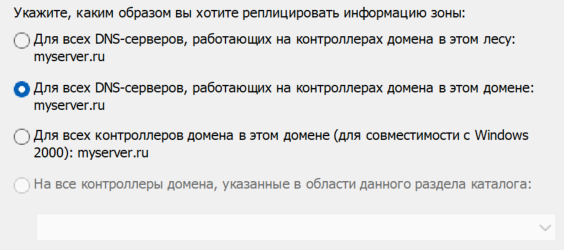 Укажите, каким образом вы хотите реплицировать информацию зоны:
Для всех DNS-серверов, работающих на контроллерах домена в этом лесу:
myserver.ru
Для всех DNS-серверов, работающих на контроллерах домена в этом домене:
myserver.ru
Для всех контроллеров домена в этом домене (для совместимости с Windows
2000): myserver.ru
На все контроллеры домена, указанные в области данного раздела каталога: